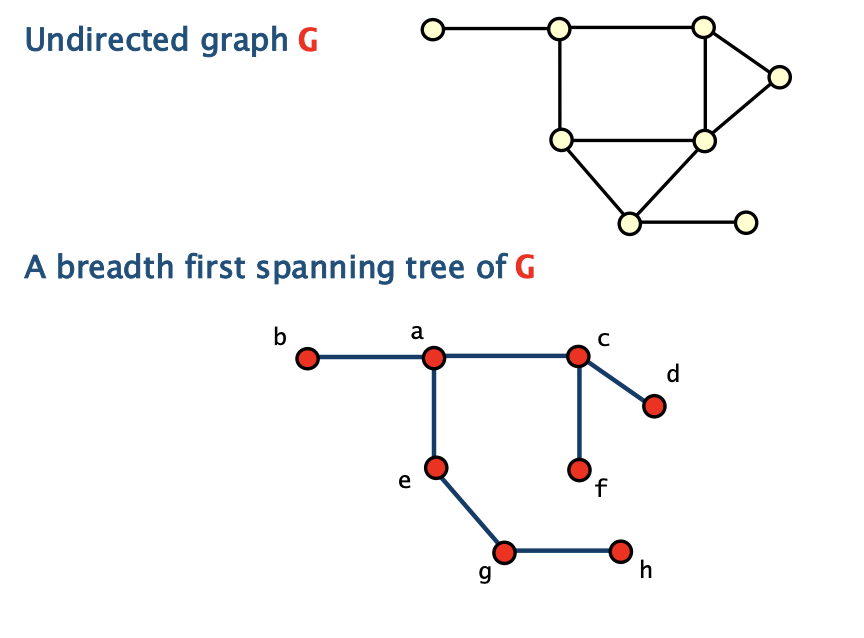 Undirected graph G
A breadth first spanning tree of G
b
a
c
d
e
f
g
h